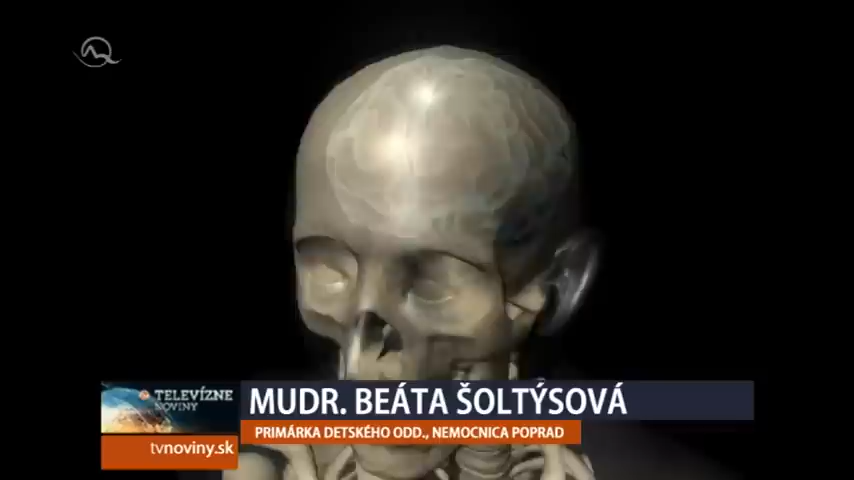 TELEVÍZNE
NOVINY
tvnoviny.sk
MUDR. BEÁTA ŠOLTÝSOVÁ
PRIMÁRKA DETSKÉHO ODD., NEMOCNICA POPRAD